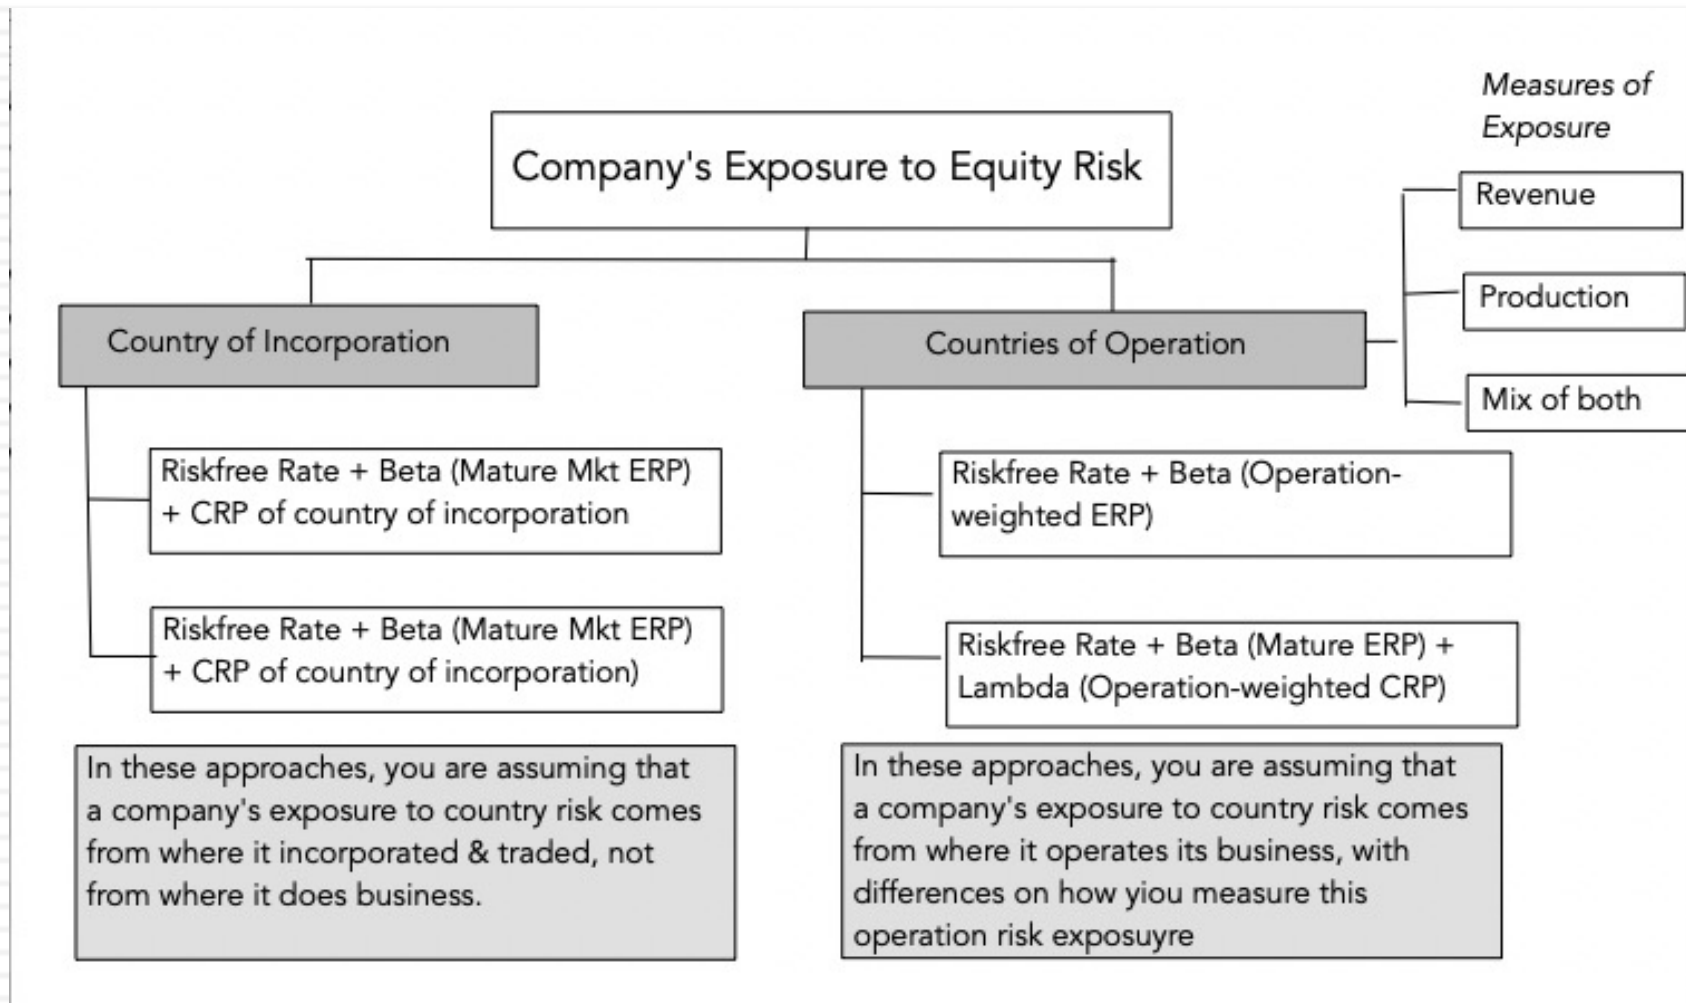 Measures of
Exposure
Company's Exposure to Equity Risk
Revenue
Production
Mix of both
Country of Incorporation
Countries of Operation
Riskfree Rate + Beta (Mature Mkt ERP)
+ CRP of country of incorporation
Riskfree Rate + Beta (Mature Mkt ERP)
+ CRP of country of incorporation)
In these approaches, you are assuming that
a company's exposure to country risk comes
from where it incorporated & traded, not
from where it does business.
Riskfree Rate + Beta (Operation-
weighted ERP)
Riskfree Rate + Beta (Mature ERP) +
Lambda (Operation-weighted CRP)
In these approaches, you are assuming that
a company's exposure to country risk comes
from where it operates its business, with
differences on how yiou measure this
operation risk exposuyre